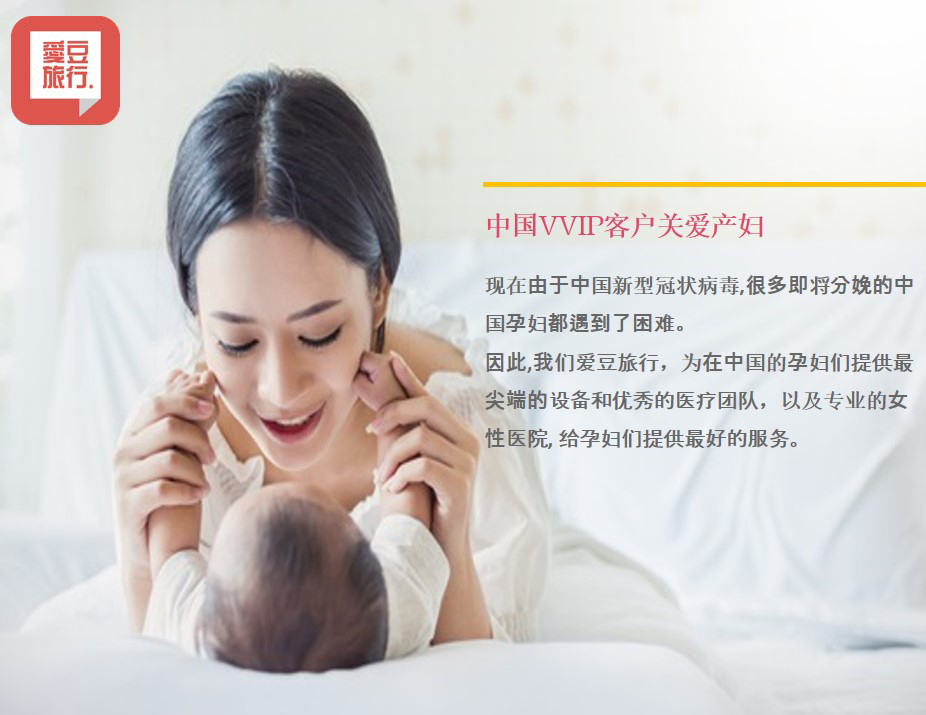 愛豆
旅行.
中国VVIP客户关爱产妇
现在由于中国新型冠状病毒,很多即将分娩的中
国孕妇都遇到了困难。
因此,我们爱豆旅行，为在中国的孕妇们提供最
尖端的设备和优秀的医疗团队，以及专业的女
性医院, 给孕妇们提供最好的服务。